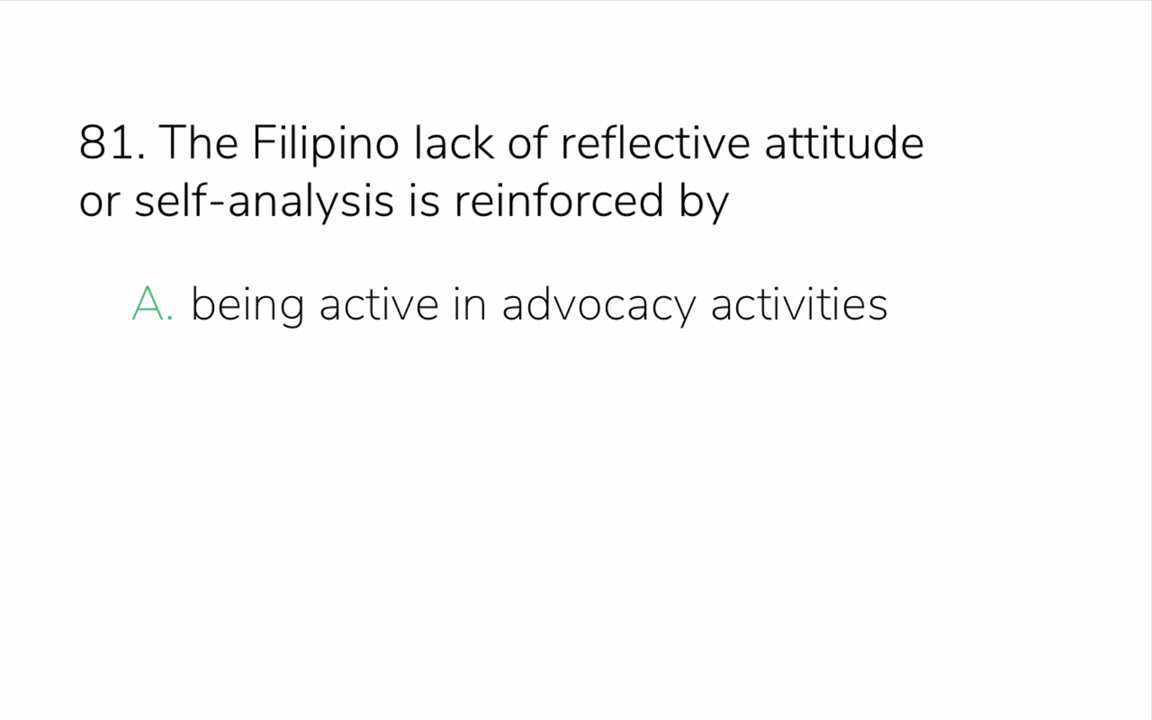 81. The Filipino lack of reflective attitude
or self-analysis is reinforced by
A. being active in advocacy activities